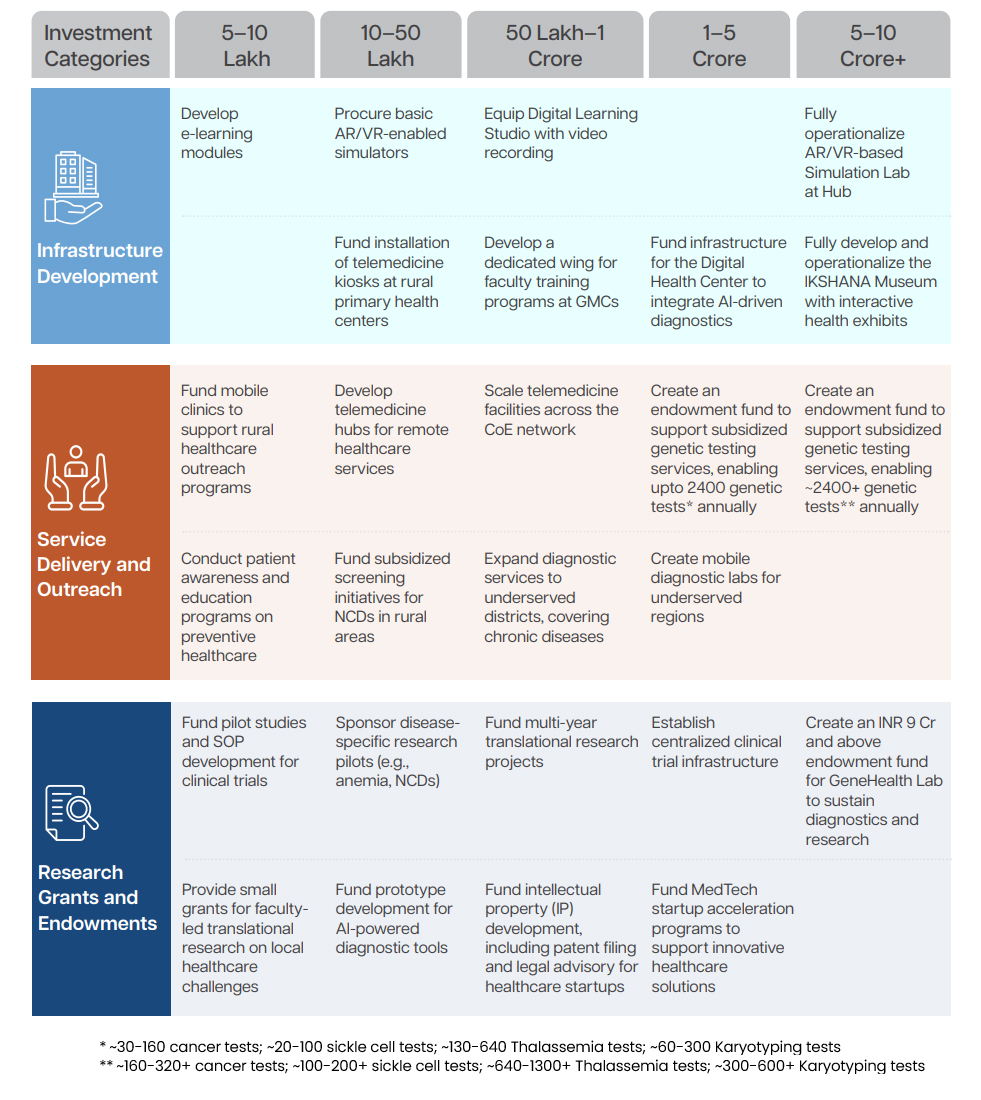 Investment
Categories
5–10
Lakh
10–50
Lakh
50 Lakh–1
Crore
1–5
Crore
5–10
Crore+
Infrastructure
Development
Develop
e-learning
modules
Procure basic
AR/VR-enabled
simulators
Equip Digital Learning
Studio with video
recording
Fully
operationalize
AR/VR-based
Simulation Lab
at Hub
Fund installation
of telemedicine
kiosks at rural
primary health
centers
Develop a
dedicated wing for
faculty training
programs at GMCs
Fund infrastructure
for the Digital
Health Center to
integrate AI-driven
diagnostics
Fully develop and
operationalize the
IKSHANA Museum
with interactive
health exhibits
Service
Delivery and
Outreach
Fund mobile
clinics to
support rural
healthcare
outreach
programs
Develop
telemedicine
hubs for remote
healthcare
services
Scale telemedicine
facilities across the
CoE network
Create an
endowment fund to
support subsidized
genetic testing
services, enabling
upto 2400 genetic
tests* annually
Create an
endowment fund to
support subsidized
genetic testing
services, enabling
~2400+ genetic
tests** annually
Conduct patient
awareness and
education
programs on
preventive
healthcare
Fund subsidized
screening
initiatives for
NCDs in rural
areas
Expand diagnostic
services to
underserved
districts, covering
chronic diseases
Create mobile
diagnostic labs for
underserved
regions
Research
Grants and
Endowments
Fund pilot studies
and SOP
development for
clinical trials
Sponsor disease-
specific research
pilots (e.g.,
anemia, NCDs)
Fund multi-year
translational research
projects
Establish
centralized clinical
trial infrastructure
Create an INR 9 Cr
and above
endowment fund
for GeneHealth Lab
to sustain
diagnostics and
research
Provide small
grants for faculty-
led translational
research on local
healthcare
challenges
Fund prototype
development for
AI-powered
diagnostic tools
Fund intellectual
property (IP)
development,
including patent filing
and legal advisory for
healthcare startups
Fund MedTech
startup acceleration
programs to
support innovative
healthcare
solutions
* ~30-160 cancer tests; ~20-100 sickle cell tests; ~130-640 Thalassemia tests; ~60-300 Karyotyping tests
** ~160-320+ cancer tests; ~100-200+ sickle cell tests; ~640-1300+ Thalassemia tests; ~300-600+ Karyotyping tests